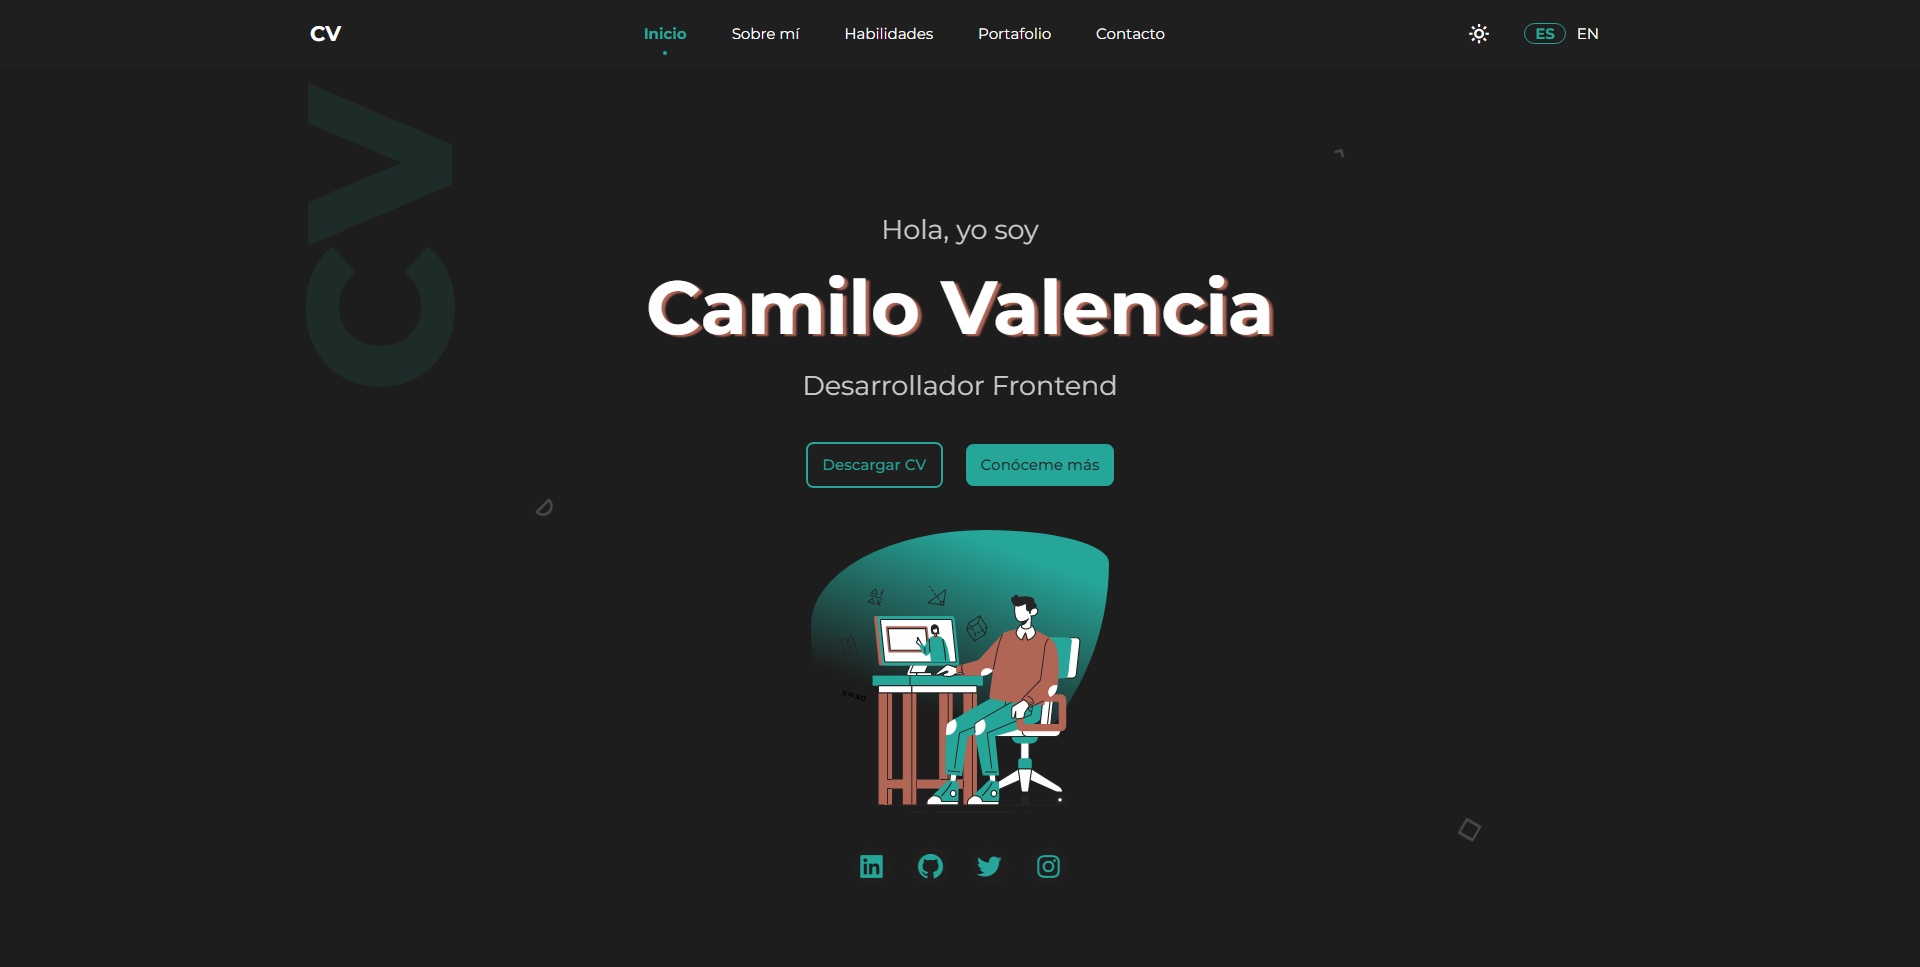 CV
Inicio
Sobre mí
Habilidades
Portafolio
Contacto
ES
EN
CV
Hola, yo soy
Camilo Valencia
Desarrollador Frontend
Descargar CV
Conóceme más